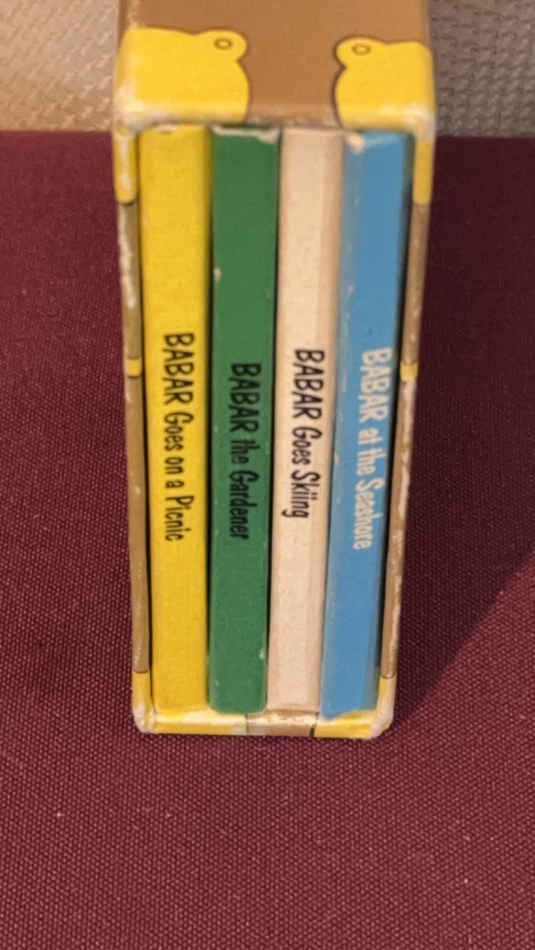 BABAR Goes on a Picnic
BABAR the Gardener
BABAR Goes Skiing
BABAR at the Seashore